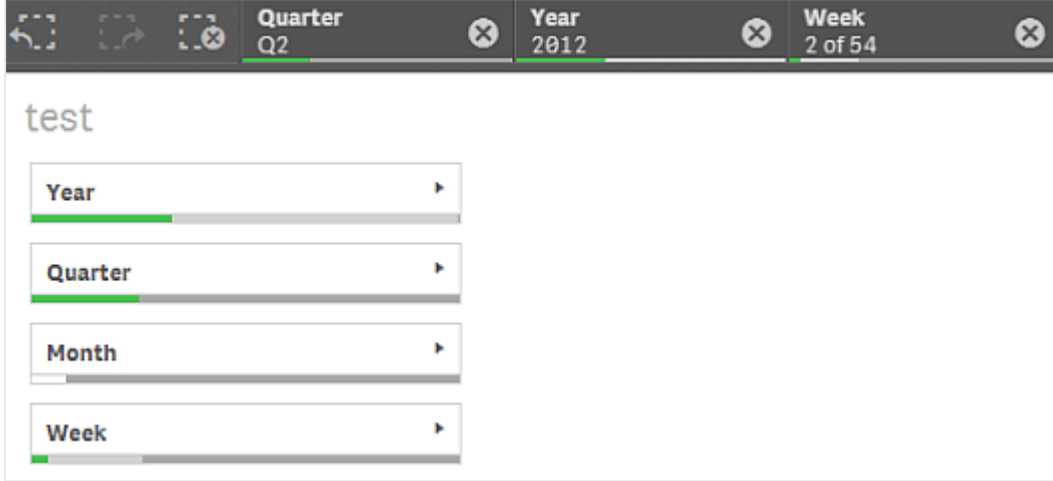 Quarter
Q2
Year
2012
Week
2 of 54
test
Year
Quarter
Month
Week